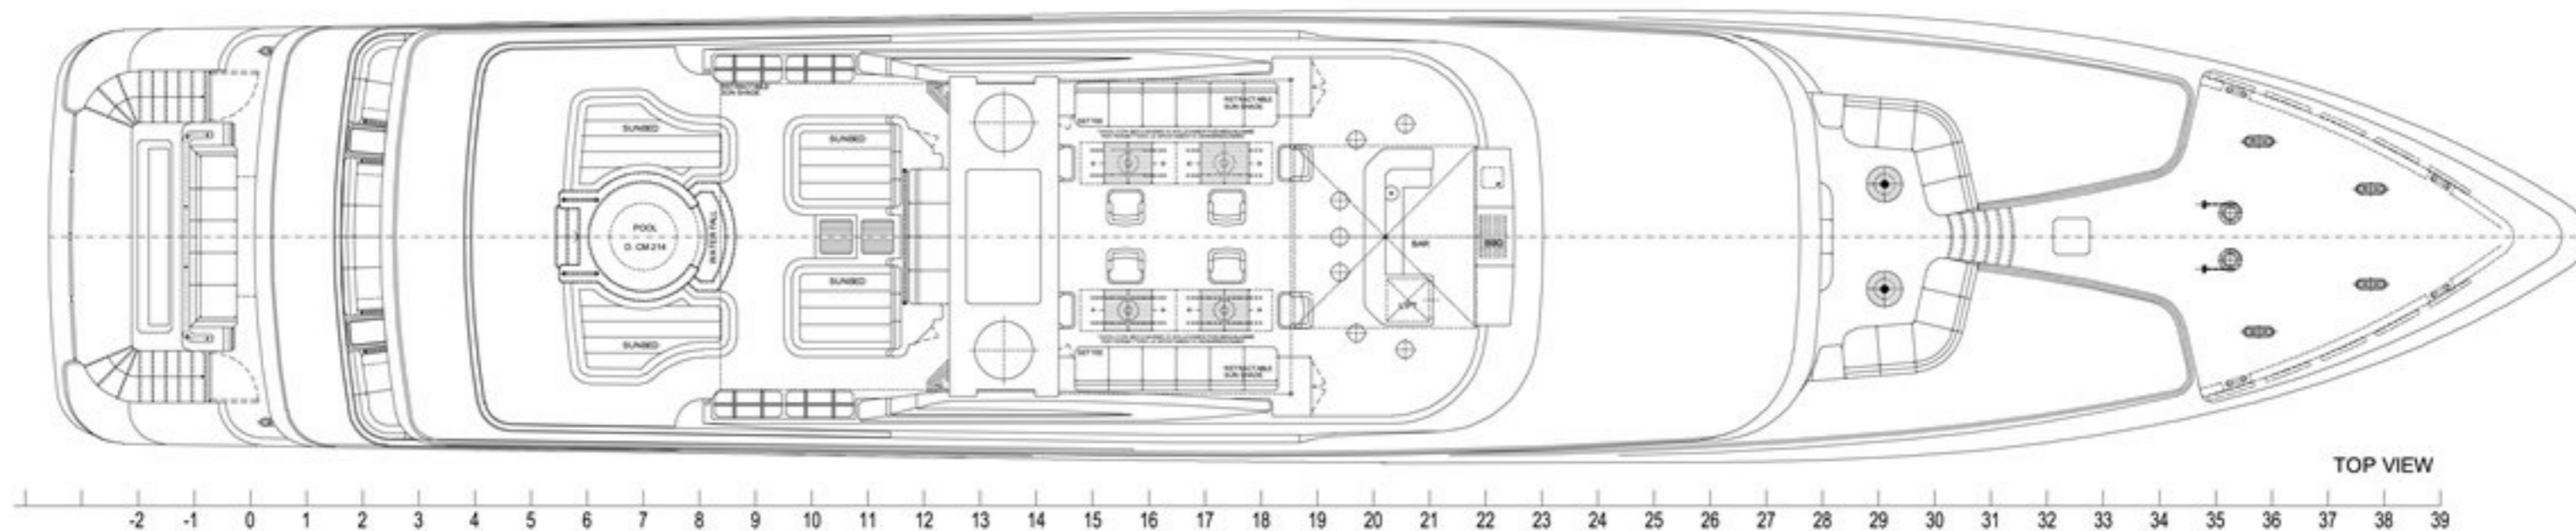 RETRACTABLE
SUN SHADE
SUNBED
SUNBED
RETRACTABLE
SUN SHADE
SETTEE
POOL
D. CM 214
WATER FALL
BAR
BBQ
LIFT
SUNBED
SUNBED
SETTEE
RETRACTABLE
SUN SHADE
TOP VIEW
-2 -1 0 1 2 3 4 5 6 7 8 9 10 11 12 13 14 15 16 17 18 19 20 21 22 23 24 25 26 27 28 29 30 31 32 33 34 35 36 37 38 39